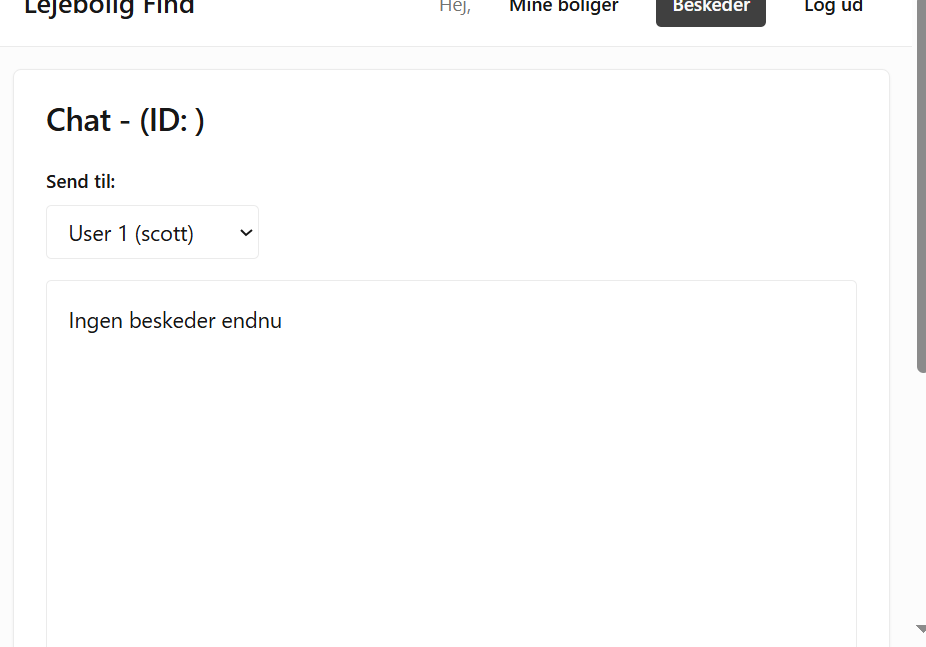 Lejebolig Find
Hej, Mine boliger Beskeder Log ud
Chat - (ID: )
Send til:
User 1 (scott)
Ingen beskeder endnu